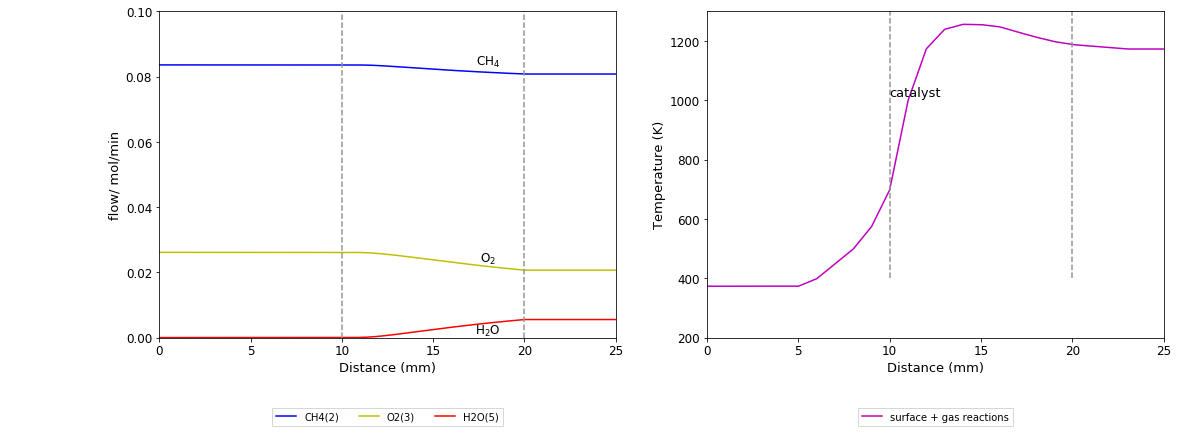 0.10
0.08
0.06
0.04
0.02
0.00
flow/ mol/min
CH4
O2
H2O
0 5 10 15 20 25
Distance (mm)
CH4(2) O2(3) H2O(5)
1200
1000
800
600
400
200
Temperature (K)
catalyst
0 5 10 15 20 25
Distance (mm)
surface + gas reactions